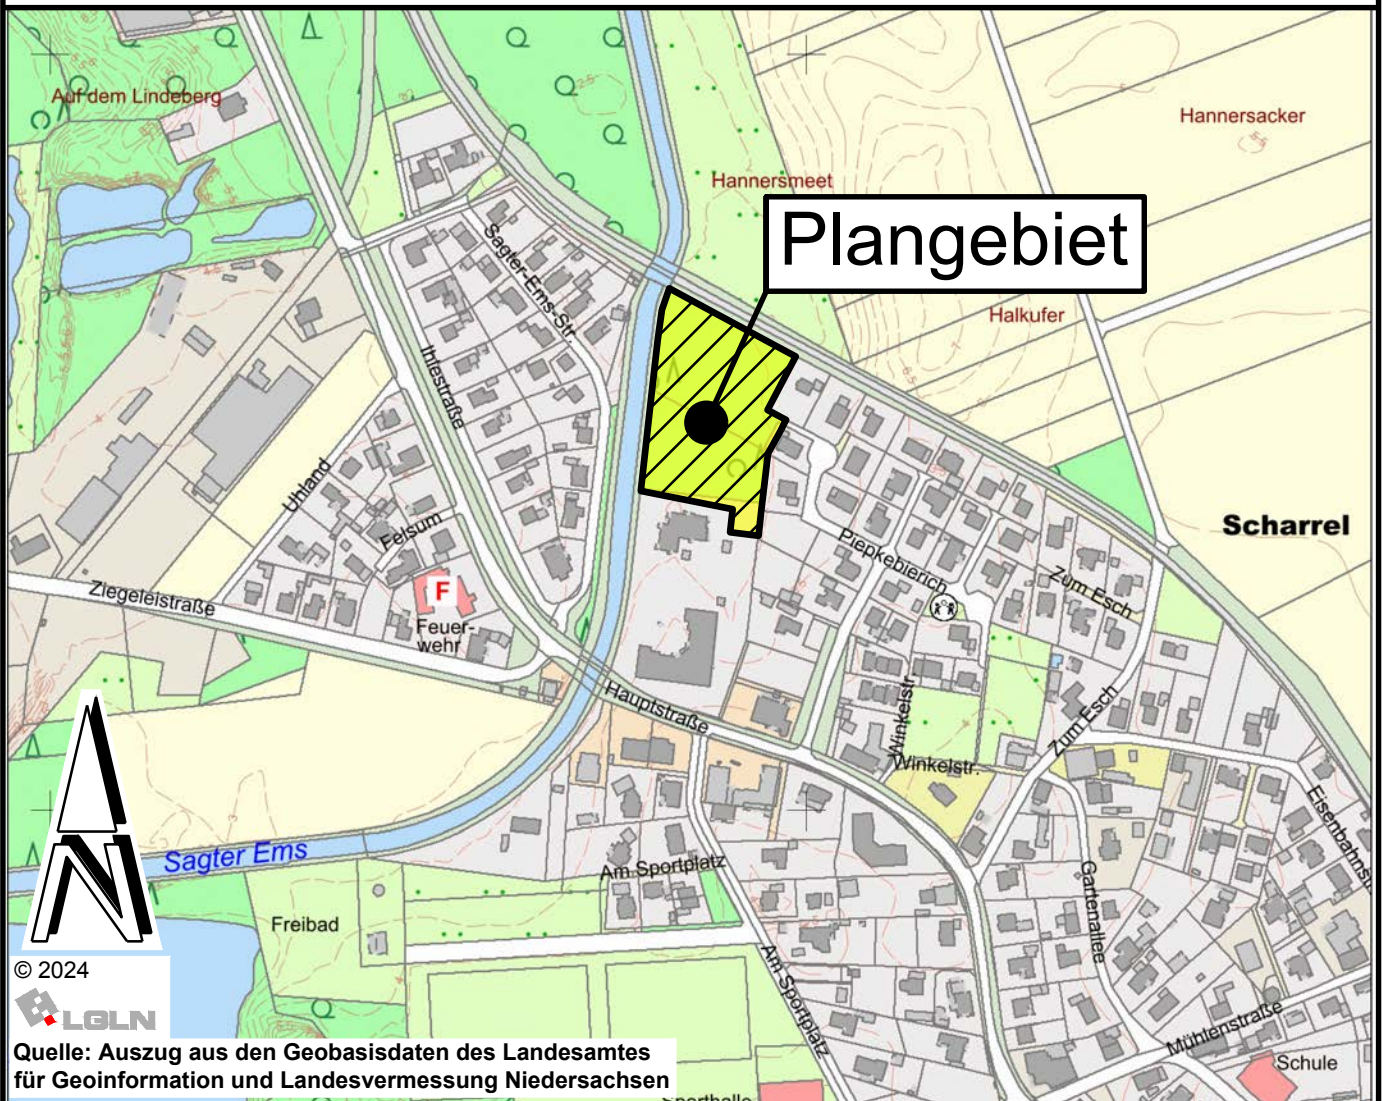 Auf dem Lindeberg
Hannersacker
Hannersmeet
Plangebiet
Sagter-Ems-Str.
Halkufer
Ihlestraße
Uhland
Felsum
Scharrel
Piepkebierich
Zum Esch
Ziegeleistraße
F
Feuer-
wehr
Hauptstraße
Winkelstr.
Zum Esch
Winkelstr.
Eisenbahnstr.
Sagter Ems
Am Sportplatz
Gartenallee
Freibad
N
Am Sportplatz
© 2024
LGLN
Mühlenstraße
Schule
Quelle: Auszug aus den Geobasisdaten des Landesamtes
für Geoinformation und Landesvermessung Niedersachsen
Sporthalle